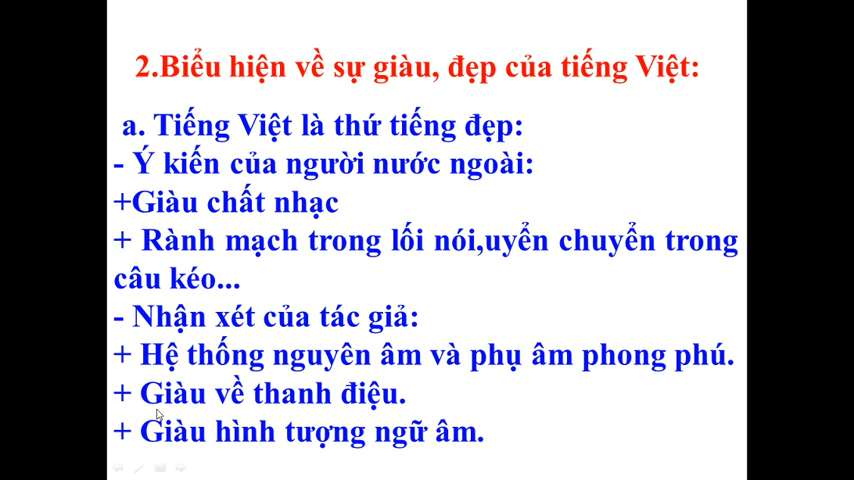 2.Biểu hiện về sự giàu, đẹp của tiếng Việt:
a. Tiếng Việt là thứ tiếng đẹp:
- Ý kiến của người nước ngoài:
+Giàu chất nhạc
+ Rành mạch trong lối nói,uyển chuyển trong
câu kéo...
- Nhận xét của tác giả:
+ Hệ thống nguyên âm và phụ âm phong phú.
+ Giàu về thanh điệu.
+ Giàu hình tượng ngữ âm.